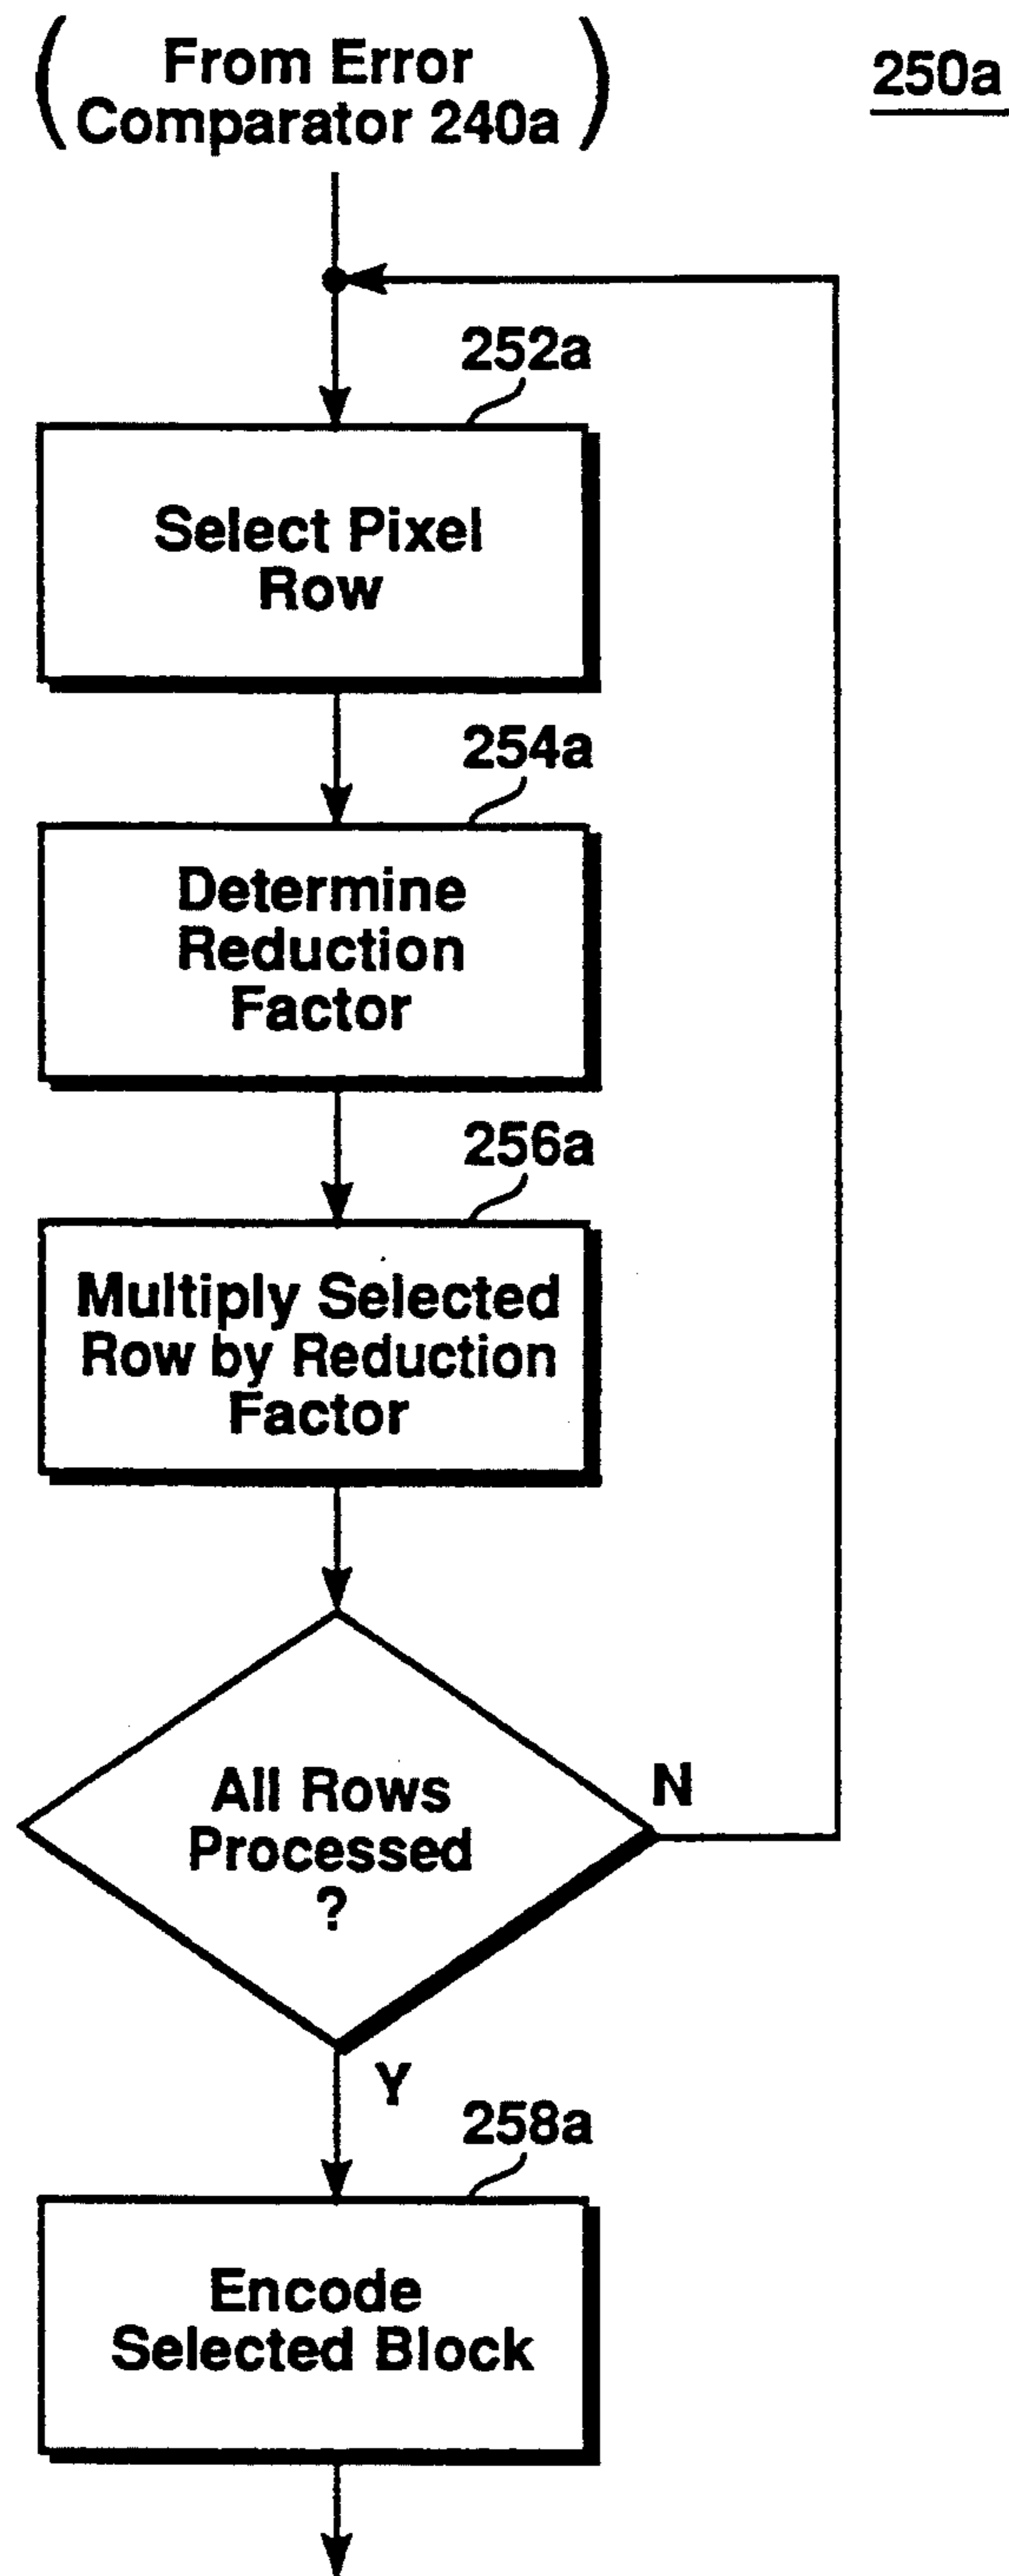 (From Error
Comparator 240a)
250a
252a
Select Pixel
Row
254a
Determine
Reduction
Factor
256a
Multiply Selected
Row by Reduction
Factor
All Rows
Processed
?
N
Y
258a
Encode
Selected Block